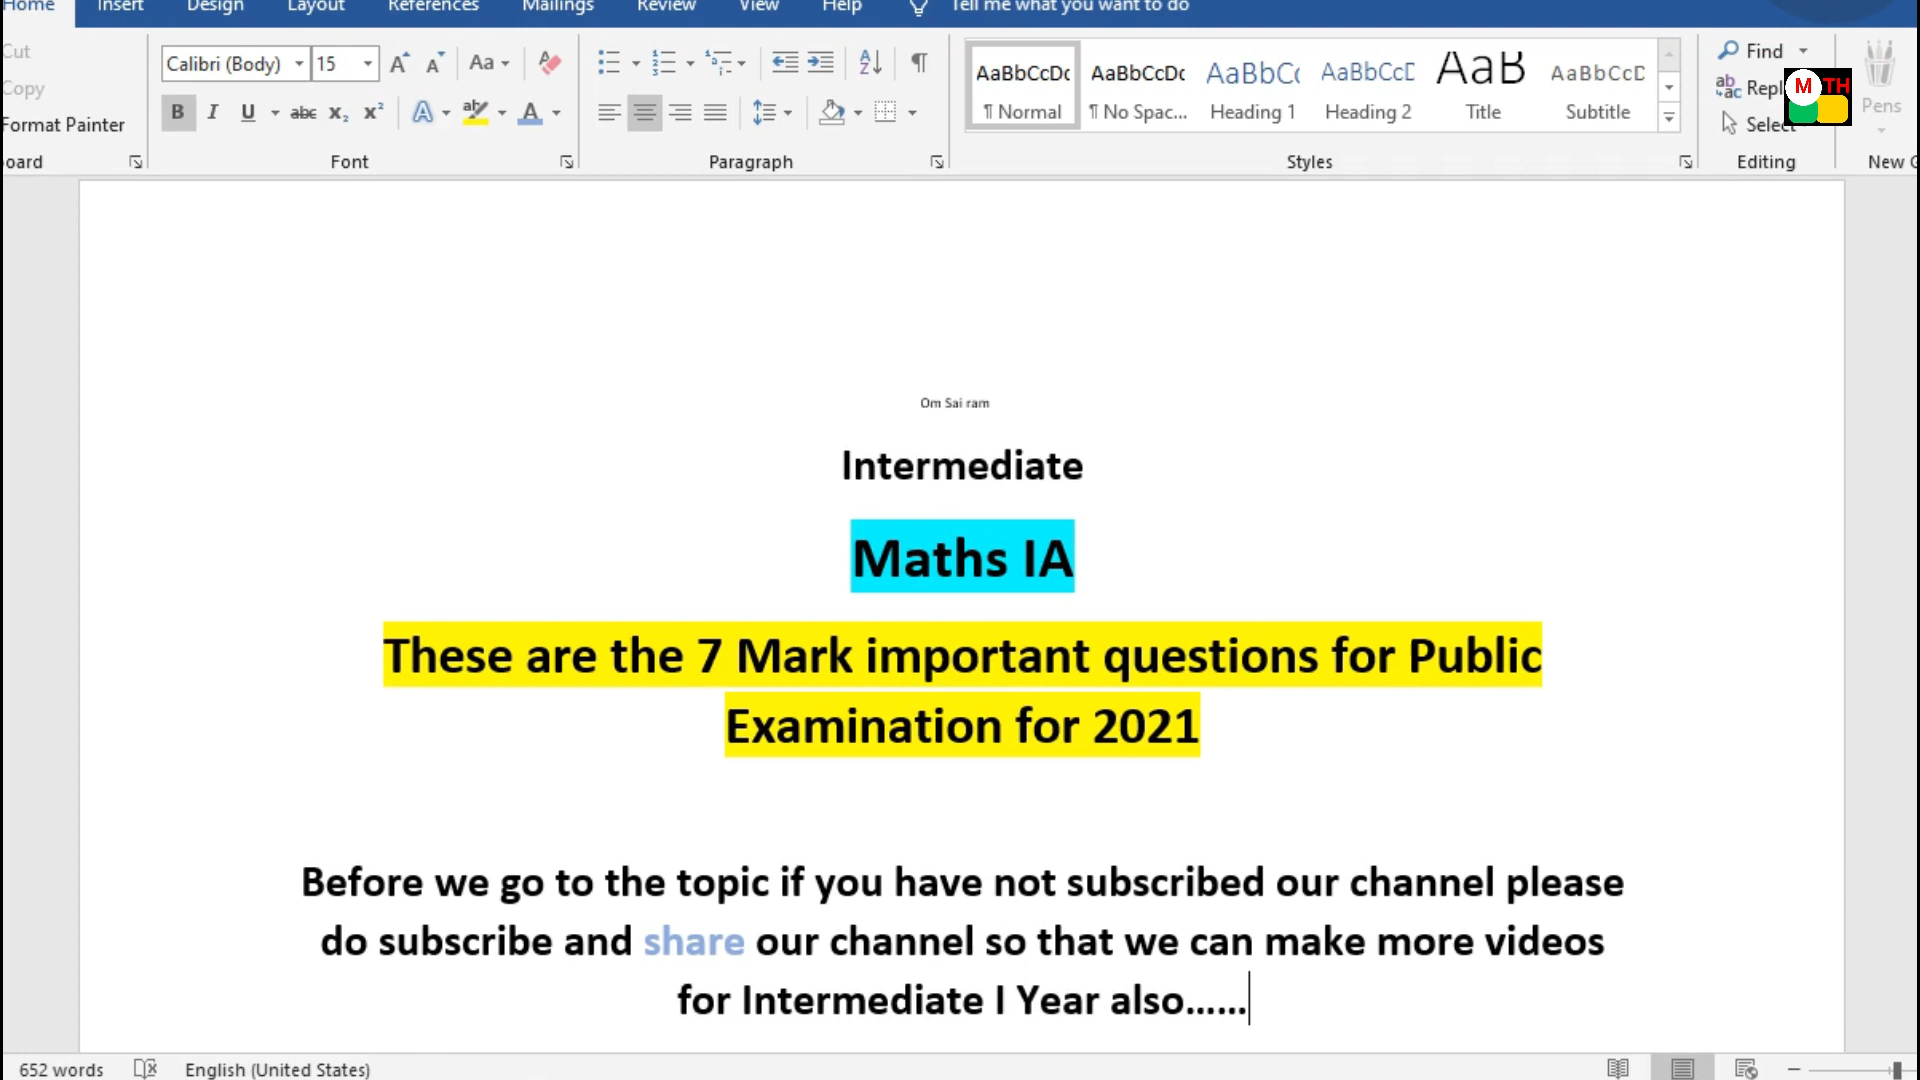 Home Insert Design Layout References Mailings Review View Help Tell me what you want to do
Cut
Copy
Format Painter
Calibri (Body) 15
Aa
B I U abc x₂ x²
A
AaBbCcDc AaBbCcDc AaBbC AaBbCcD AaB AaBbCcD
¶ Normal ¶ No Spac... Heading 1 Heading 2 Title Subtitle
Find
Repl
Select
M TH
Pens
oard Font Paragraph Styles Editing New
Om Sai ram
Intermediate
Maths IA
These are the 7 Mark important questions for Public
Examination for 2021
Before we go to the topic if you have not subscribed our channel please
do subscribe and share our channel so that we can make more videos
for Intermediate I Year also......
652 words English (United States)